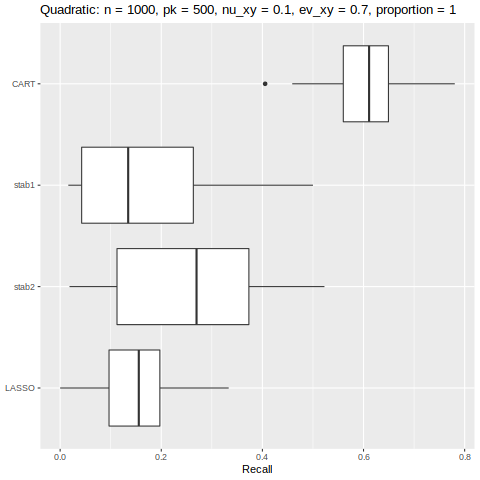 Quadratic: n = 1000, pk = 500, nu_xy = 0.1, ev_xy = 0.7, proportion = 1
CART
stab1
stab2
LASSO
0.0 0.2 0.4 0.6 0.8
Recall